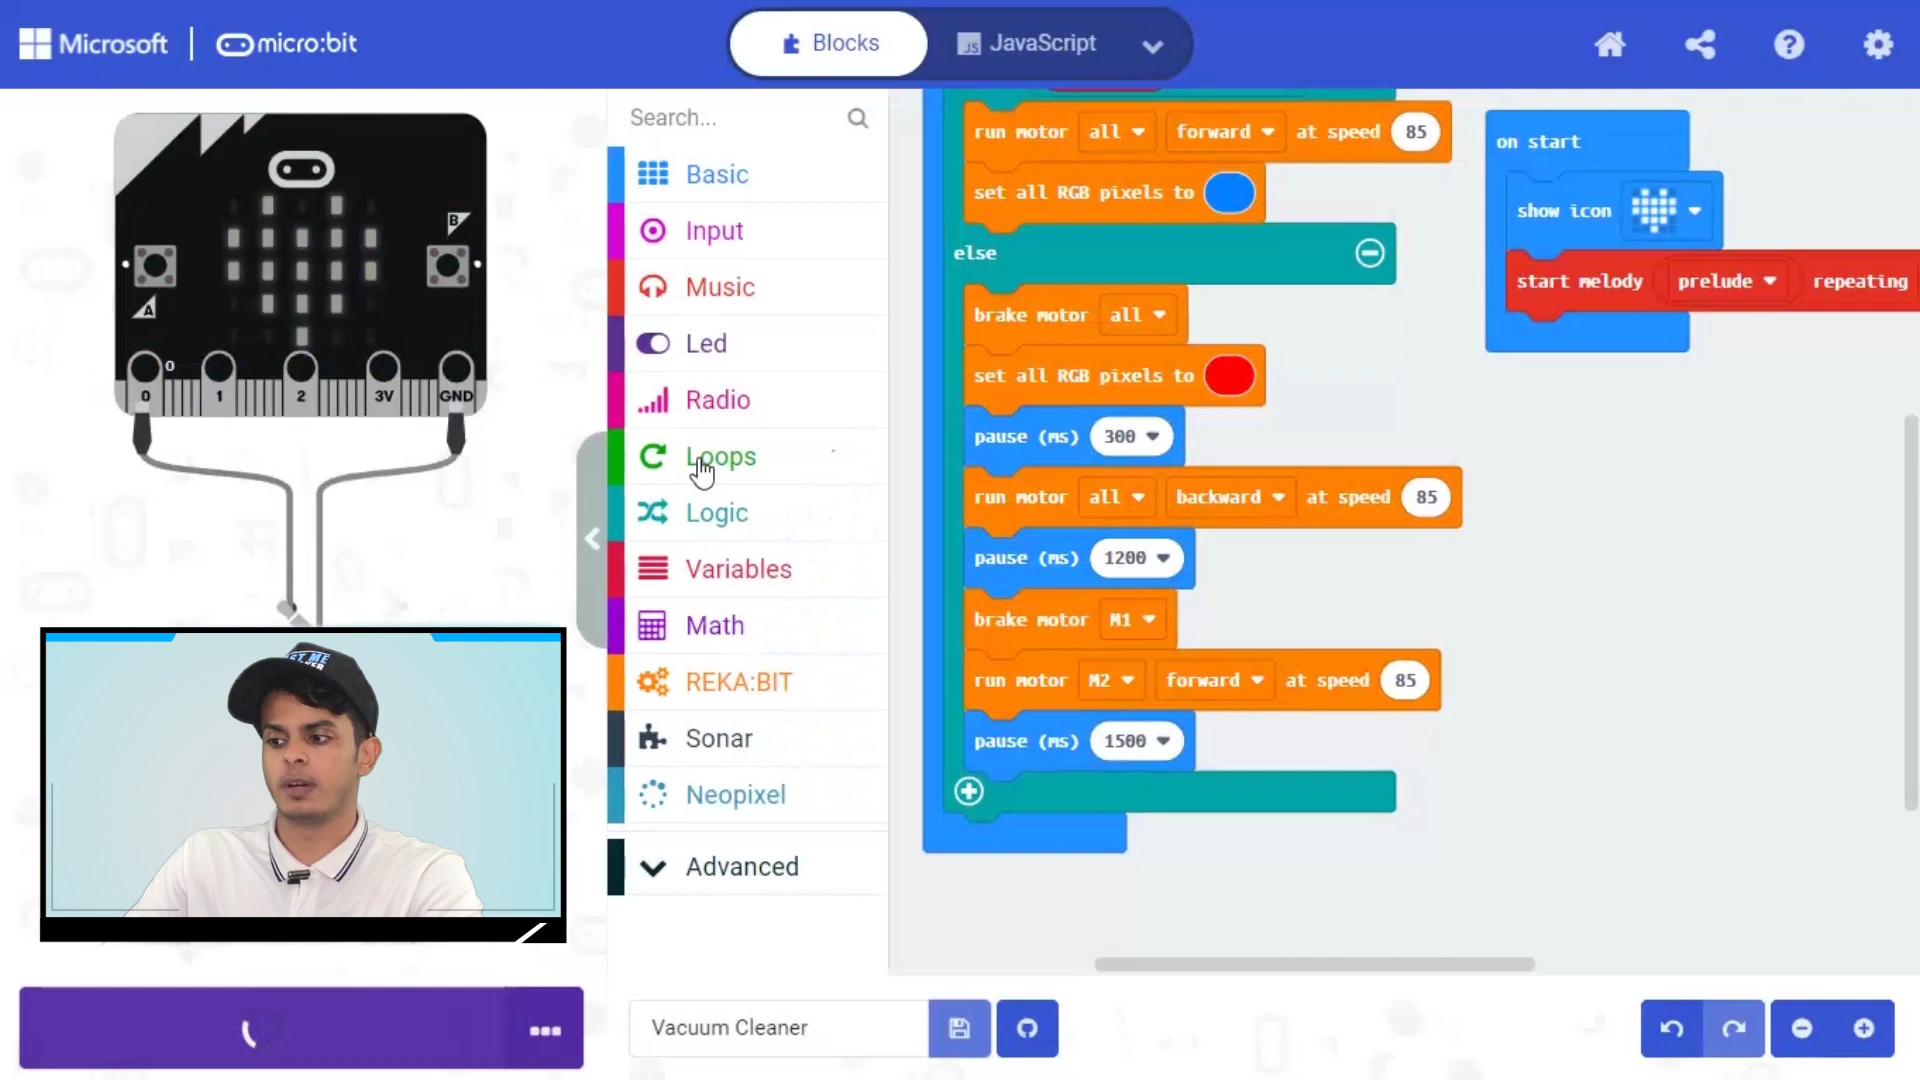 Microsoft | micro:bit
Blocks
JS JavaScript
Search...
Basic
Input
Music
Led
Radio
Loops
Logic
Variables
Math
REKA:BIT
Sonar
Neopixel
Advanced
A
B
0
0 1 2 3V GND
run motor all forward at speed 85
set all RGB pixels to
else
brake motor all
set all RGB pixels to
pause (ms) 300
run motor all backward at speed 85
pause (ms) 1200
brake motor M1
run motor M2 forward at speed 85
pause (ms) 1500
on start
show icon
start melody prelude repeating
Vacuum Cleaner